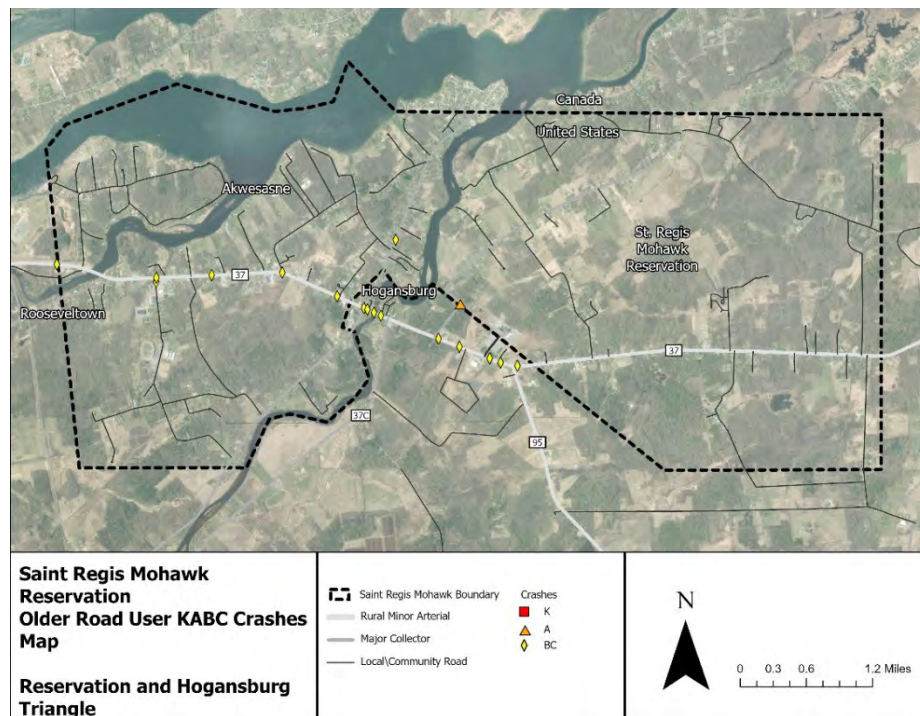 Canada
United States
Akwesasne
St. Regis
Mohawk
Reservation
37
Hogansburg
Rooseveltown
37
37C
95
Saint Regis Mohawk
Reservation
Older Road User KABC Crashes
Map
Reservation and Hogansburg
Triangle
Saint Regis Mohawk Boundary
Rural Minor Arterial
Major Collector
Local\Community Road
Crashes
K
A
BC
N
0 0.3 0.6 1.2 Miles